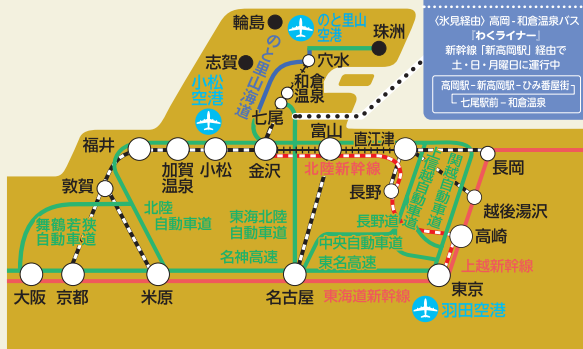 〈氷見経由〉高岡-和倉温泉バス
『わくライナー』
新幹線「新高岡駅」経由で
土・日・月曜日に運行中
高岡駅-新高岡駅-ひみ番屋街
七尾駅前-和倉温泉
輪島
のと里山
空港
珠洲
志賀
のと里山海道
穴水
小松
空港
和倉
温泉
七尾
福井
加賀
温泉
小松
金沢
富山
直江津
北陸新幹線
長岡
敦賀
長野
上信越自動車道
関越自動車道
越後湯沢
舞鶴若狭
自動車道
北陸
自動車道
東海北陸
自動車道
長野道
高崎
中央自動車道
名神高速
東名高速
上越新幹線
大阪
京都
米原
名古屋
東海道新幹線
東京
羽田空港